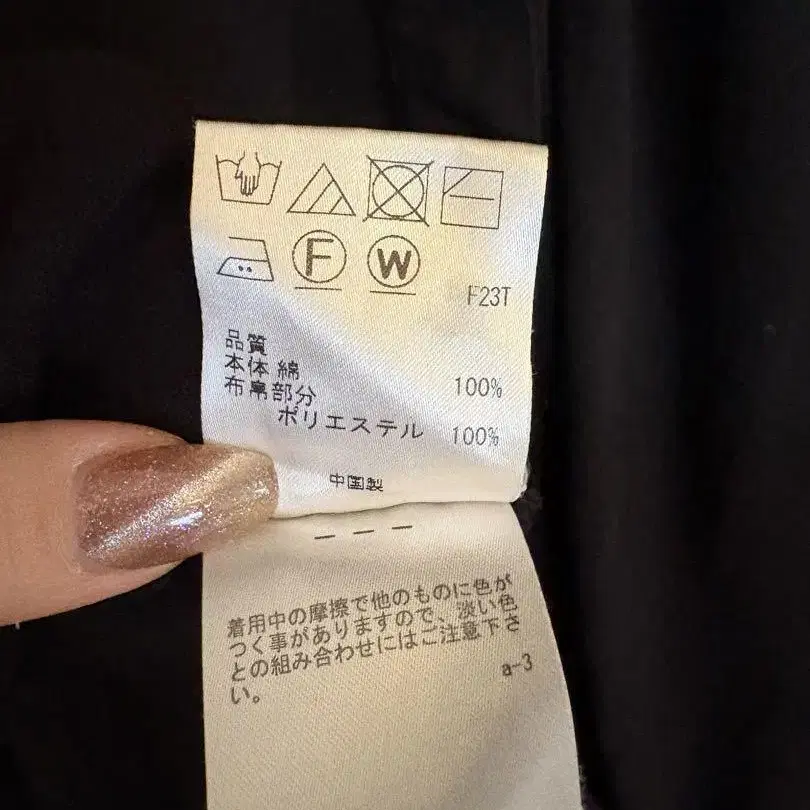 F W
F23T
品質
本体 綿 100%
布帛部分
ポリエステル 100%
中国製
着用中の摩擦で他のものに色が
つく事がありますので、淡い色
との組み合わせにはご注意下さ
い。
a-3